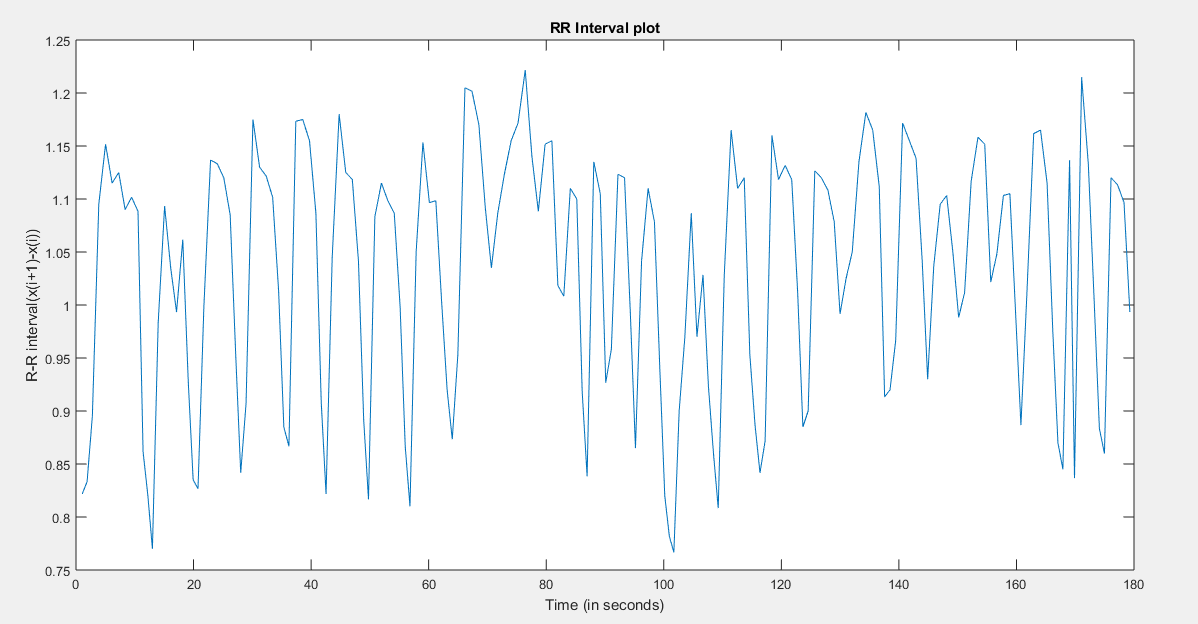 RR Interval plot
1.25
1.2
1.15
1.1
1.05
1
0.95
0.9
0.85
0.8
0.75
R-R interval(x(i+1)-x(i))
0 20 40 60 80 100 120 140 160 180
Time (in seconds)